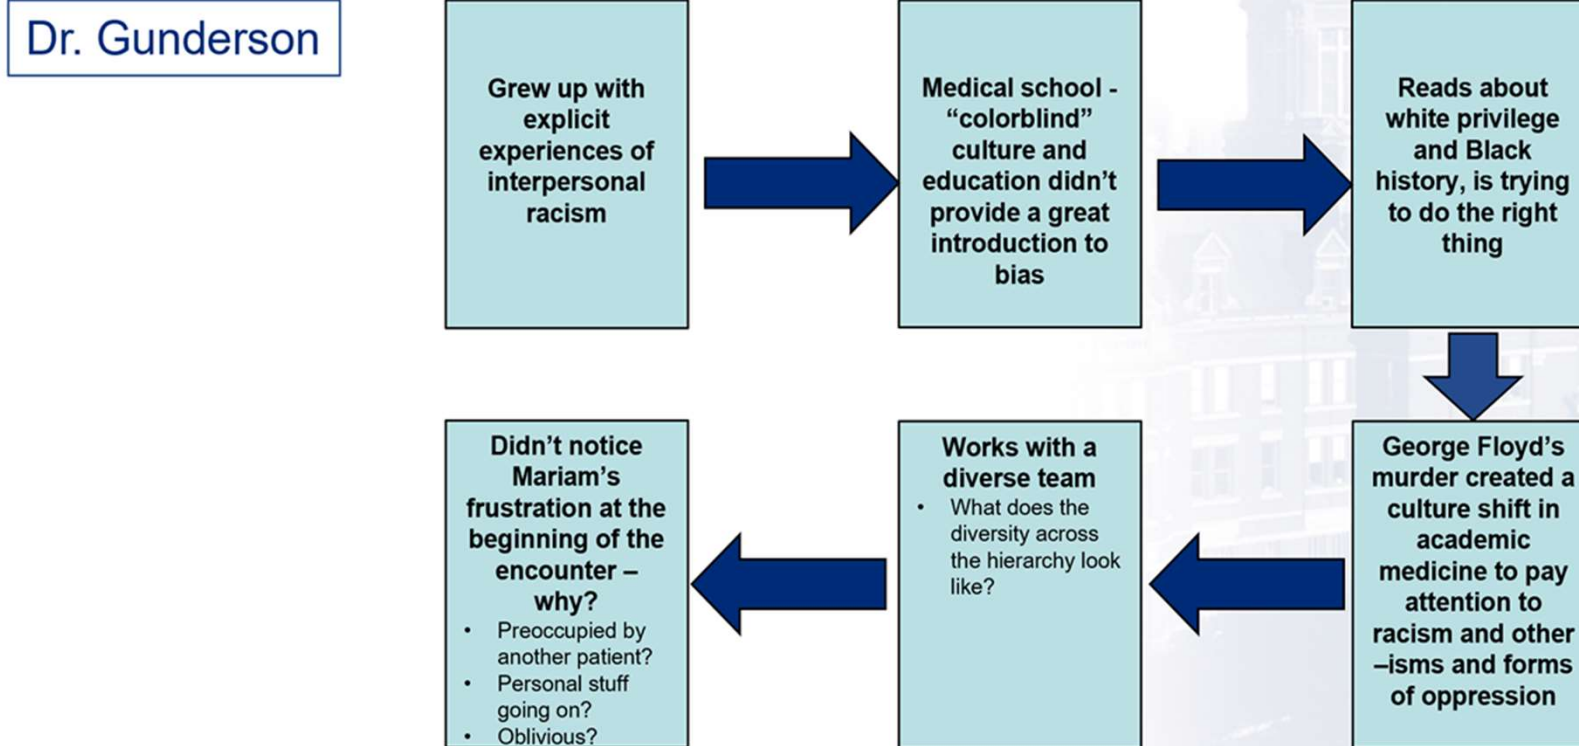 Dr. Gunderson
Grew up with
explicit
experiences of
interpersonal
racism
Medical school -
“colorblind”
culture and
education didn’t
provide a great
introduction to
bias
Reads about
white privilege
and Black
history, is trying
to do the right
thing
George Floyd’s
murder created a
culture shift in
academic
medicine to pay
attention to
racism and other
–isms and forms
of oppression
Works with a
diverse team
• What does the
diversity across
the hierarchy look
like?
Didn’t notice
Mariam’s
frustration at the
beginning of the
encounter –
why?
• Preoccupied by
another patient?
• Personal stuff
going on?
• Oblivious?